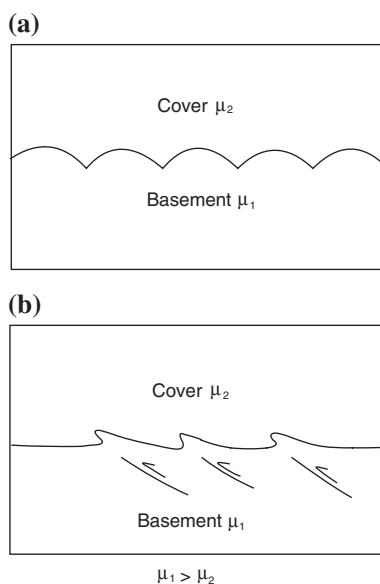 (a)
Cover μ₂
Basement μ₁
(b)
Cover μ₂
Basement μ₁
μ₁ > μ₂